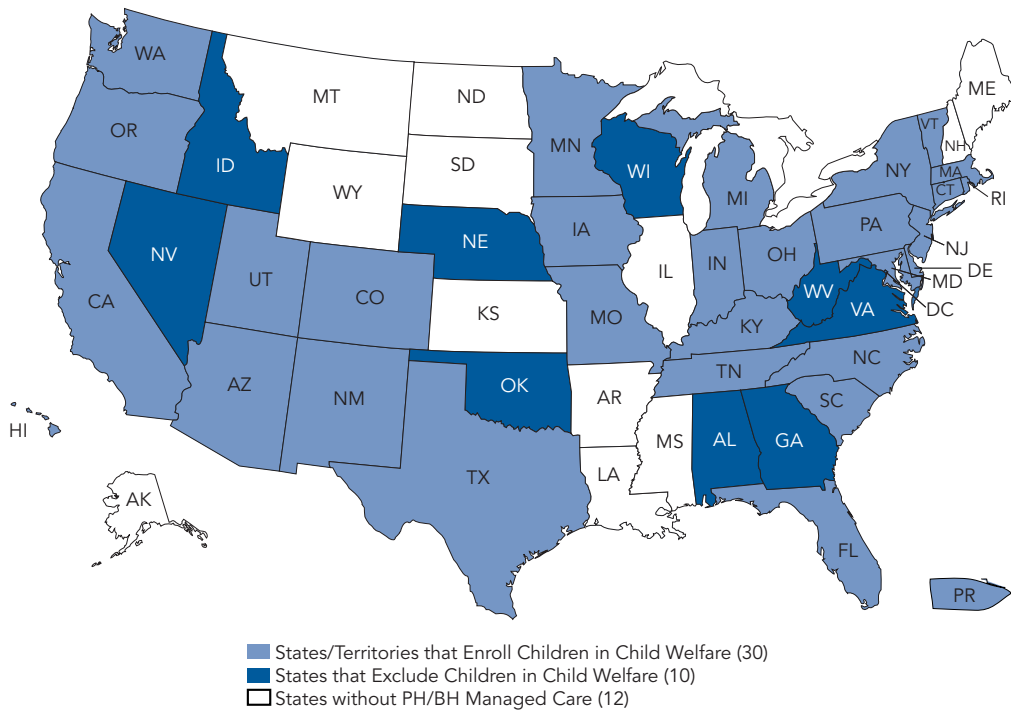 WA
MT
ND
ME
OR
MN
VT
NH
ID
SD
WI
NY
MA
CT
RI
WY
MI
IA
PA
NE
NJ
NV
OH
DE
UT
IL
IN
MD
CA
CO
WV
VA
DC
KS
MO
KY
NC
TN
AZ
NM
OK
AR
SC
HI
MS
AL
GA
TX
LA
AK
FL
PR
States/Territories that Enroll Children in Child Welfare (30)
States that Exclude Children in Child Welfare (10)
States without PH/BH Managed Care (12)